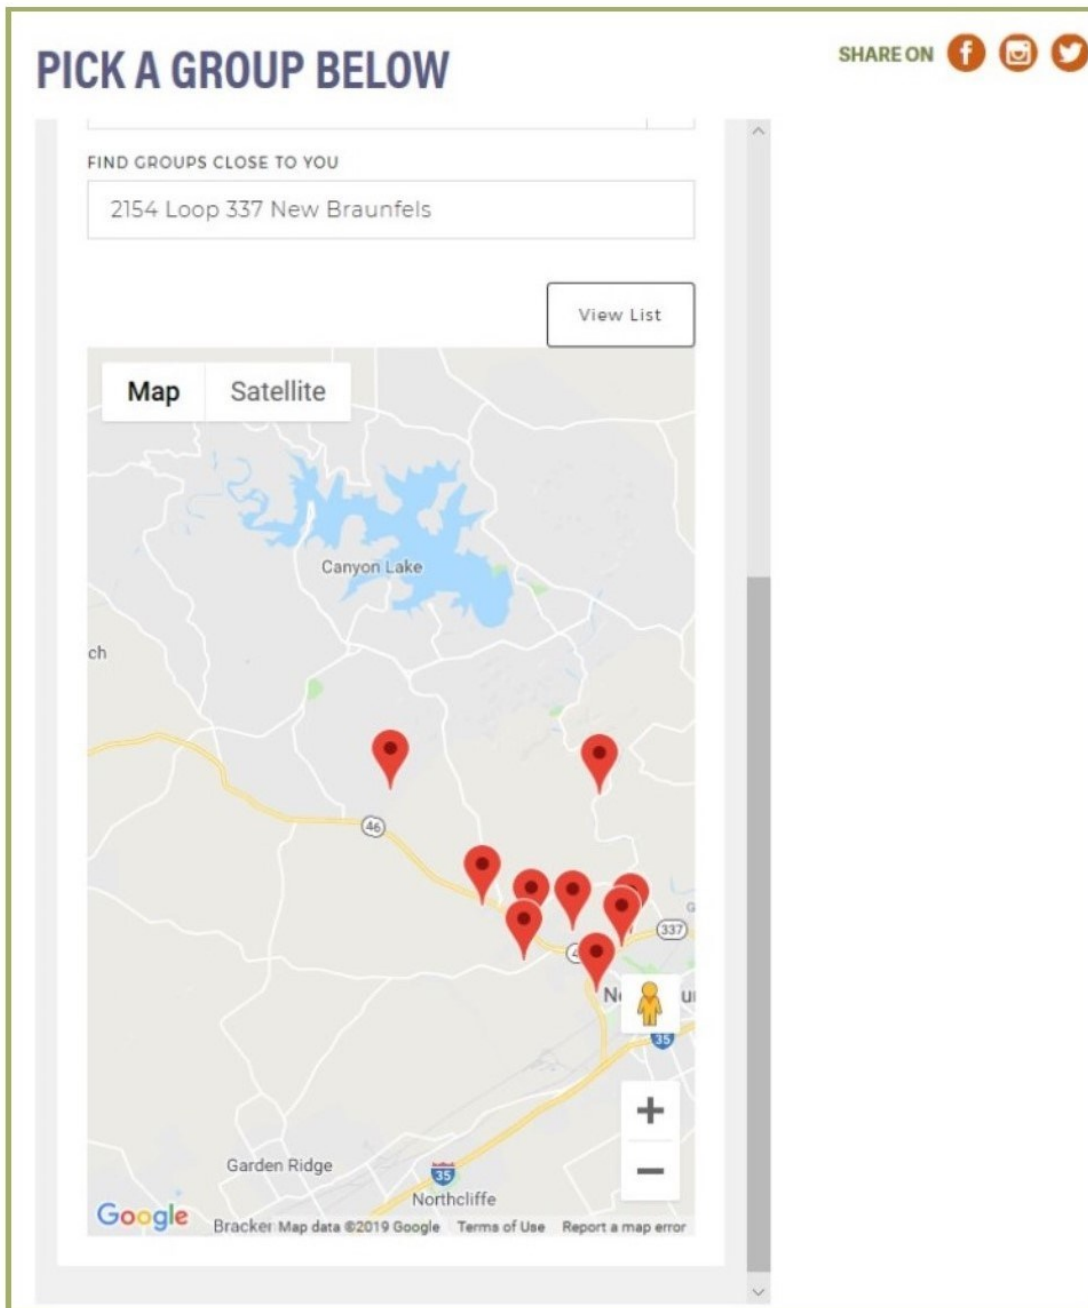 PICK A GROUP BELOW
SHARE ON
FIND GROUPS CLOSE TO YOU
2154 Loop 337 New Braunfels
View List
Map Satellite
Canyon Lake
ch
46
337
35
Garden Ridge
35
Northcliffe
Google
Bracken Map data ©2019 Google Terms of Use Report a map error